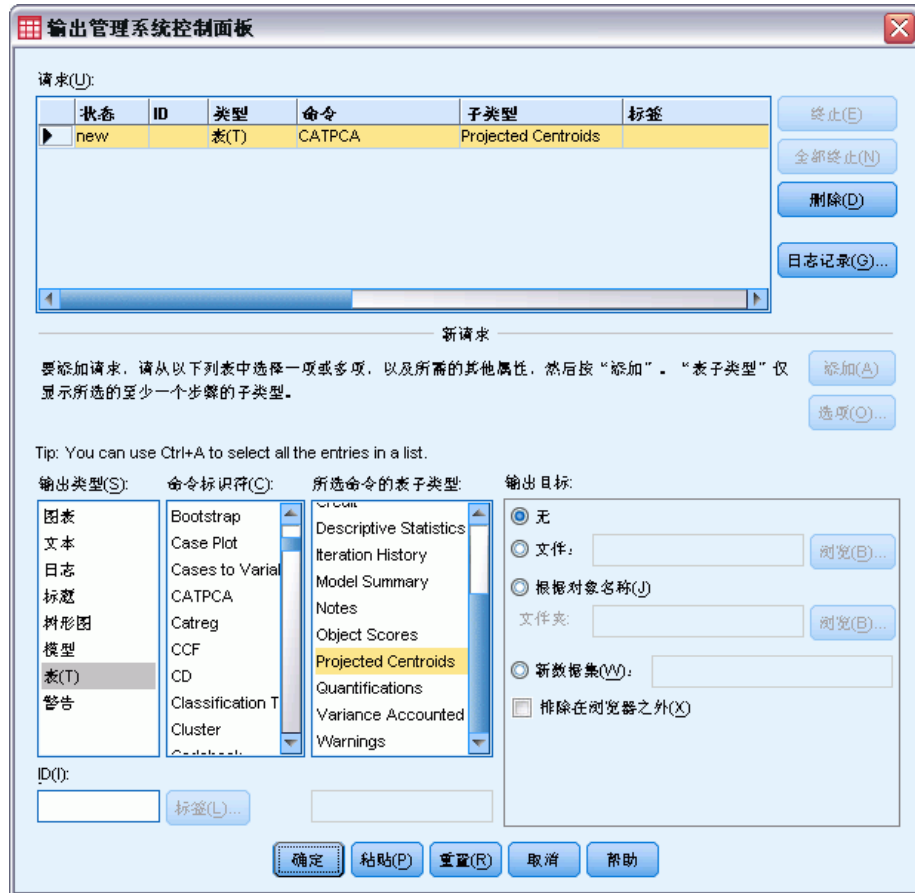 输出管理系统控制面板
请求(U):
状态 ID 类型 命令 子类型 标签
new 表(T) CATPCA Projected Centroids
终止(E)
全部终止(N)
删除(D)
日志记录(G)...
新请求
要添加请求，请从以下列表中选择一项或多项，以及所需的其他属性，然后按“添加”。“表子类型”仅
显示所选的至少一个步骤的子类型。
添加(A)
选项(O)...
Tip: You can use Ctrl+A to select all the entries in a list.
输出类型(S):
图表
文本
日志
标题
树形图
模型
表(T)
警告
命令标识符(C):
Bootstrap
Case Plot
Cases to Varial
CATPCA
Catreg
CCF
CD
Classification T
Cluster
所选命令的表子类型:
Descriptive Statistics
Iteration History
Model Summary
Notes
Object Scores
Projected Centroids
Quantifications
Variance Accounted
Warnings
输出目标:
无
文件: 浏览(B)...
根据对象名称(J)
文件夹: 浏览(B)...
新数据集(W):
排除在浏览器之外(X)
ID(I):
标签(L)...
确定 粘贴(P) 重置(R) 取消 帮助